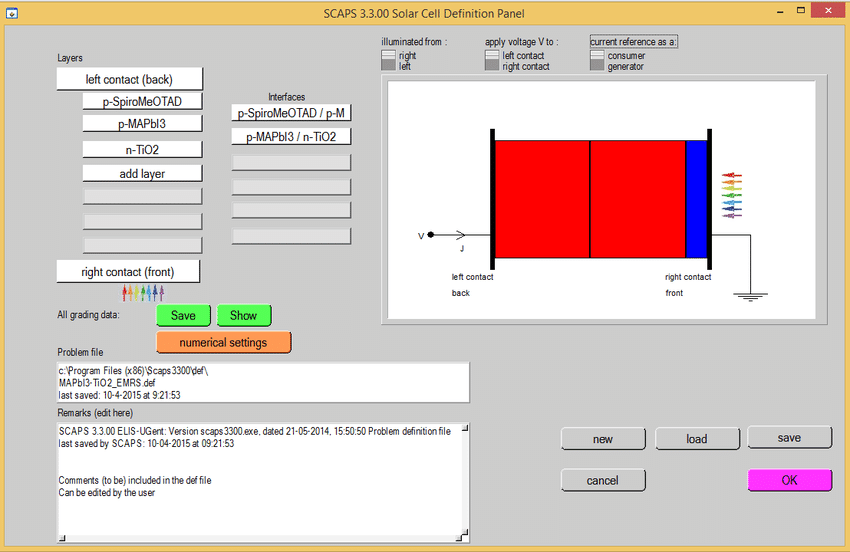 SCAPS 3.3.00 Solar Cell Definition Panel
illuminated from :
right
left
apply voltage V to :
left contact
right contact
current reference as a:
consumer
generator
Layers
left contact (back)
p-SpiroMeOTAD
p-MAPbI3
n-TiO2
add layer
right contact (front)
Interfaces
p-SpiroMeOTAD / p-M
p-MAPbI3 / n-TiO2
V
J
left contact
back
right contact
front
All grading data:
Save
Show
numerical settings
Problem file
c:\Program Files (x86)\Scaps3300\def\
MAPbI3-TiO2_EMRS.def
last saved: 10-4-2015 at 9:21:53
Remarks (edit here)
SCAPS 3.3.00 ELIS-UGent: Version scaps3300.exe, dated 21-05-2014, 15:50:50 Problem definition file
last saved by SCAPS: 10-04-2015 at 09:21:53
Comments (to be) included in the def file
Can be edited by the user
new
load
save
cancel
OK